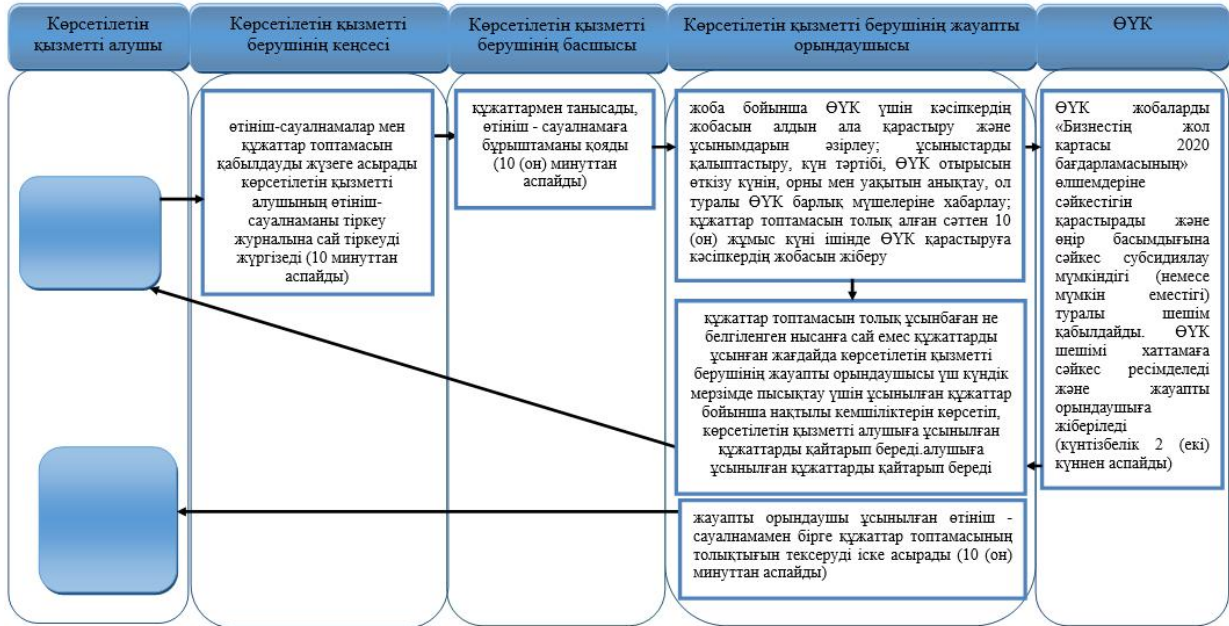 Көрсетілетін
қызметті алушы
Көрсетілетін қызметті
берушінің кеңсесі
Көрсетілетін қызметті
берушінің басшысы
Көрсетілетін қызметті берушінің жауапты
орындаушысы
ӨҮК
өтініш-сауалнамалар мен
құжаттар топтамасын
қабылдауды жүзеге асырады
көрсетілетін қызметті
алушының өтініш-
сауалнаманы тіркеу
журналына сай тіркеуді
жүргізеді (10 минуттан
аспайды)
құжаттармен танысады,
өтініш - сауалнамаға
бұрыштаманы қояды
(10 (он) минуттан
аспайды)
жоба бойынша ӨҮК үшін кәсіпкердің
жобасын алдын ала қарастыру және
ұсынымдарын әзірлеу; ұсыныстарды
қалыптастыру, күн тәртібі, ӨҮК отырысын
өткізу күнін, орны мен уақытын анықтау, ол
туралы ӨҮК барлық мүшелеріне хабарлау;
құжаттар топтамасын толық алған сәттен 10
(он) жұмыс күні ішінде ӨҮК қарастыруға
кәсіпкердің жобасын жіберу
құжаттар топтамасын толық ұсынбаған не
белгіленген нысанға сай емес құжаттарды
ұсынған жағдайда көрсетілетін қызметті
берушінің жауапты орындаушысы үш күндік
мерзімде пысықтау үшін ұсынылған құжаттар
бойынша нақтылы кемшіліктерін көрсетіп,
көрсетілетін қызметті алушыға ұсынылған
құжаттарды қайтарып береді.алушыға
ұсынылған құжаттарды қайтарып береді
жауапты орындаушы ұсынылған өтініш -
сауалнамамен бірге құжаттар топтамасының
толықтығын тексеруді іске асырады (10 (он)
минуттан аспайды)
ӨҮК жобаларды
«Бизнестің жол
картасы 2020
бағдарламасының»
өлшемдеріне
сәйкестігін
қарастырады және
өңір басымдығына
сәйкес субсидиялау
мүмкіндігі (немесе
мүмкін еместігі)
туралы шешім
қабылдайды. ӨҮК
шешімі хаттамаға
сәйкес ресімделеді
және жауапты
орындаушыға
жіберіледі
(күнтізбелік 2 (екі)
күннен аспайды)